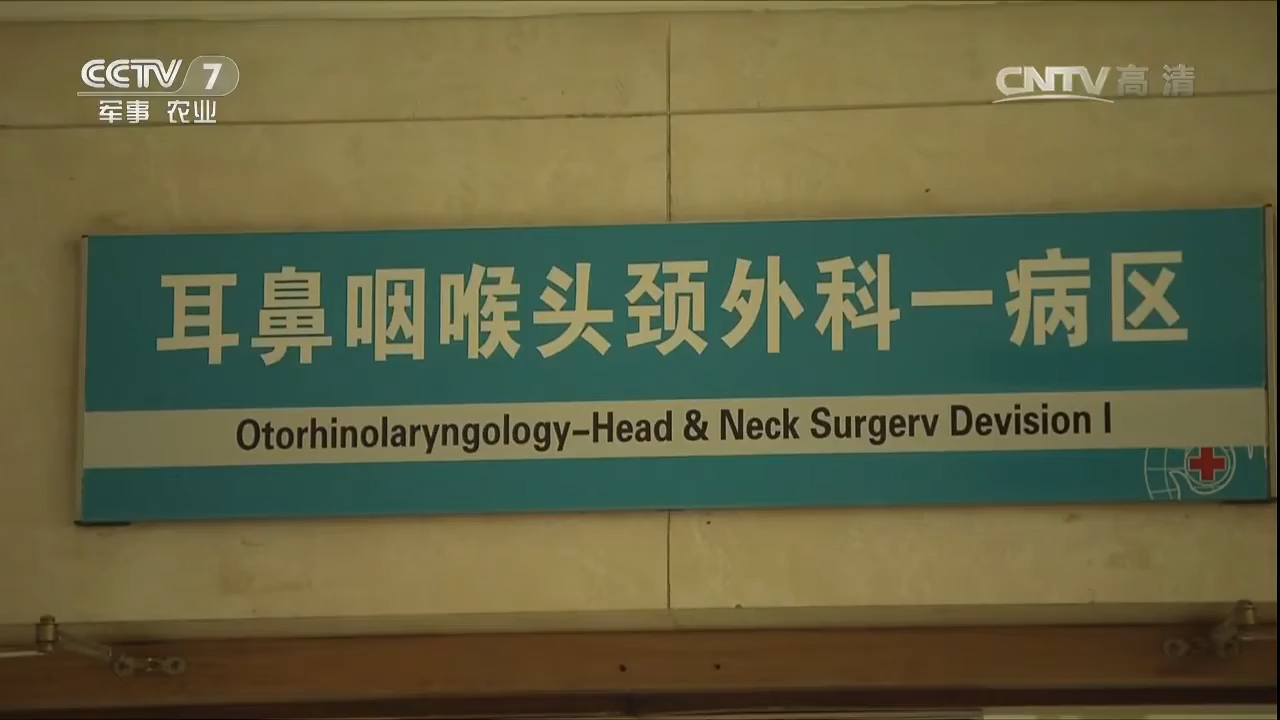 CCTV 7
军事 农业
CNTV高清
耳鼻咽喉头颈外科一病区
Otorhinolaryngology-Head & Neck Surgerv Devision I